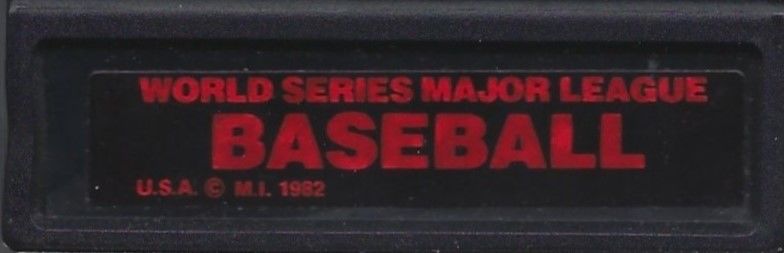 WORLD SERIES MAJOR LEAGUE
BASEBALL
U.S.A. © M.I. 1982